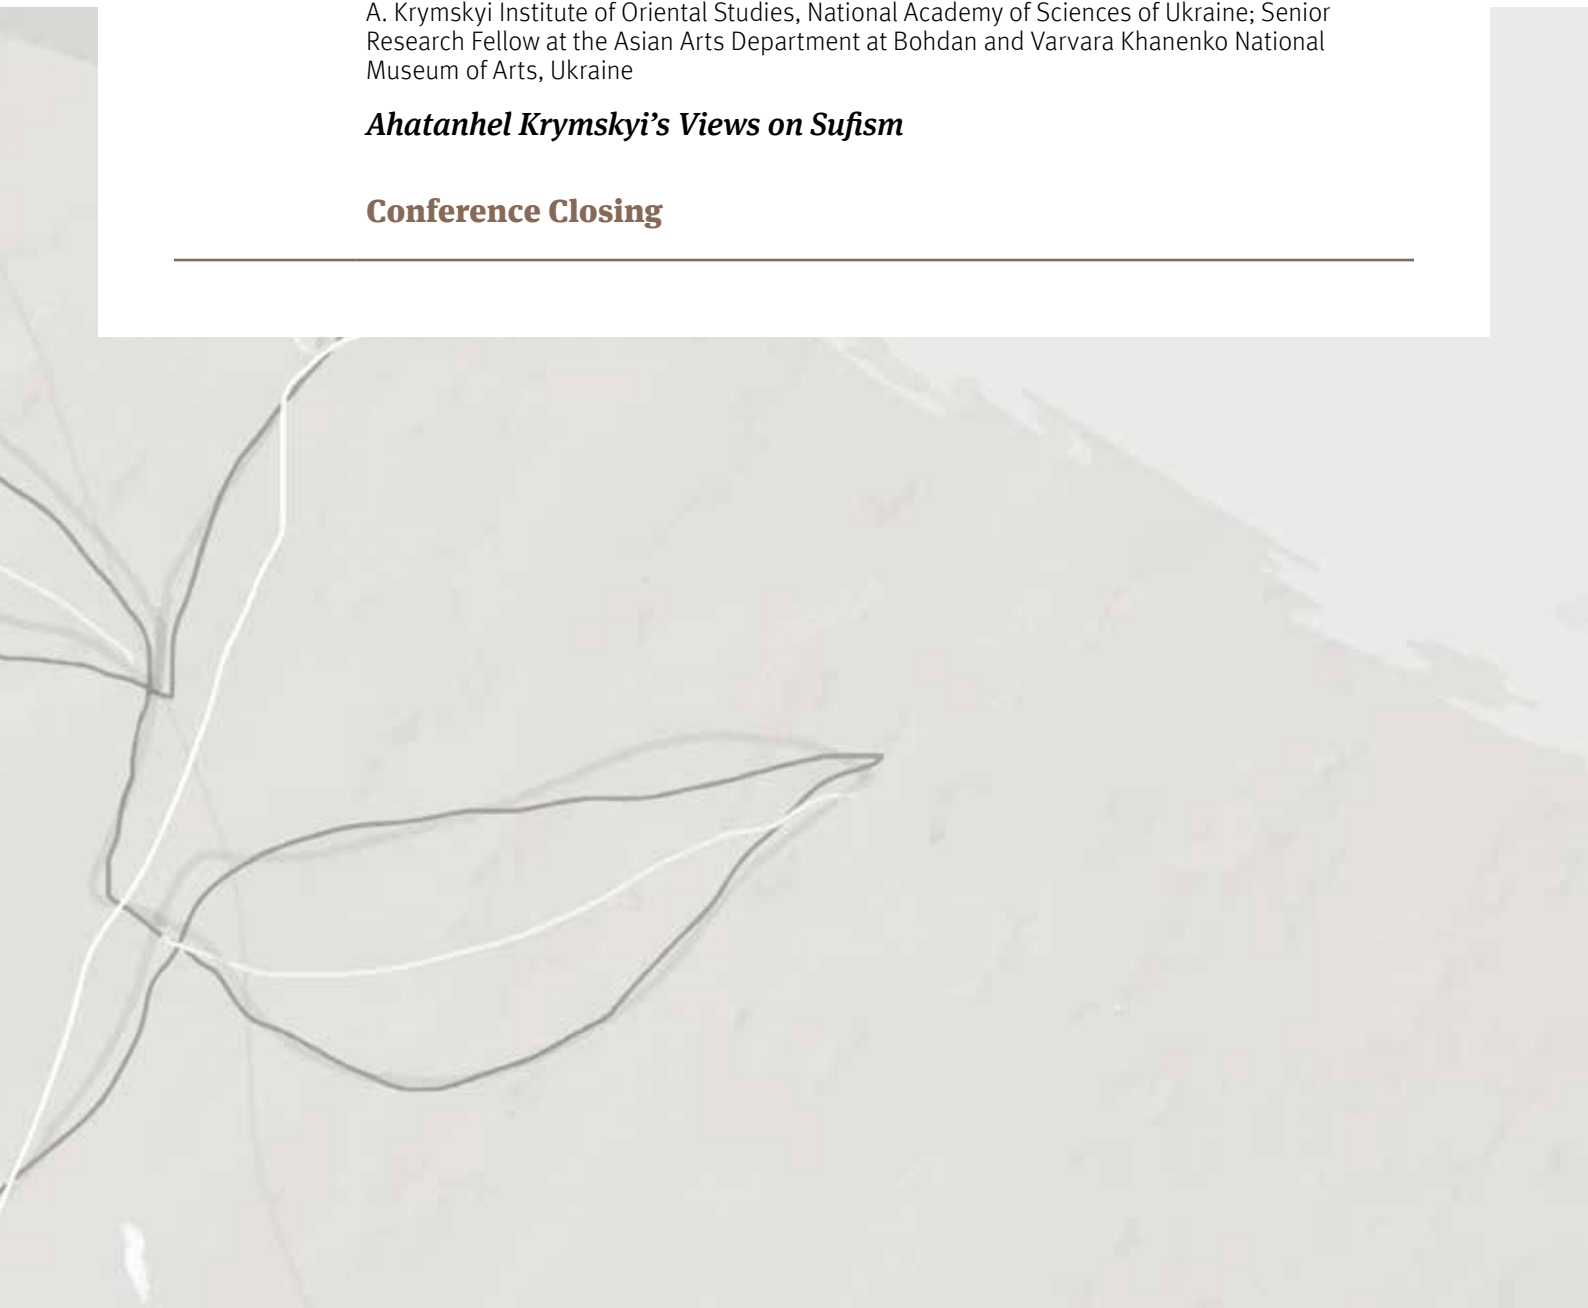 A. Krymskyi Institute of Oriental Studies, National Academy of Sciences of Ukraine; Senior
Research Fellow at the Asian Arts Department at Bohdan and Varvara Khanenko National
Museum of Arts, Ukraine
Ahatanhel Krymskyi’s Views on Sufism
Conference Closing